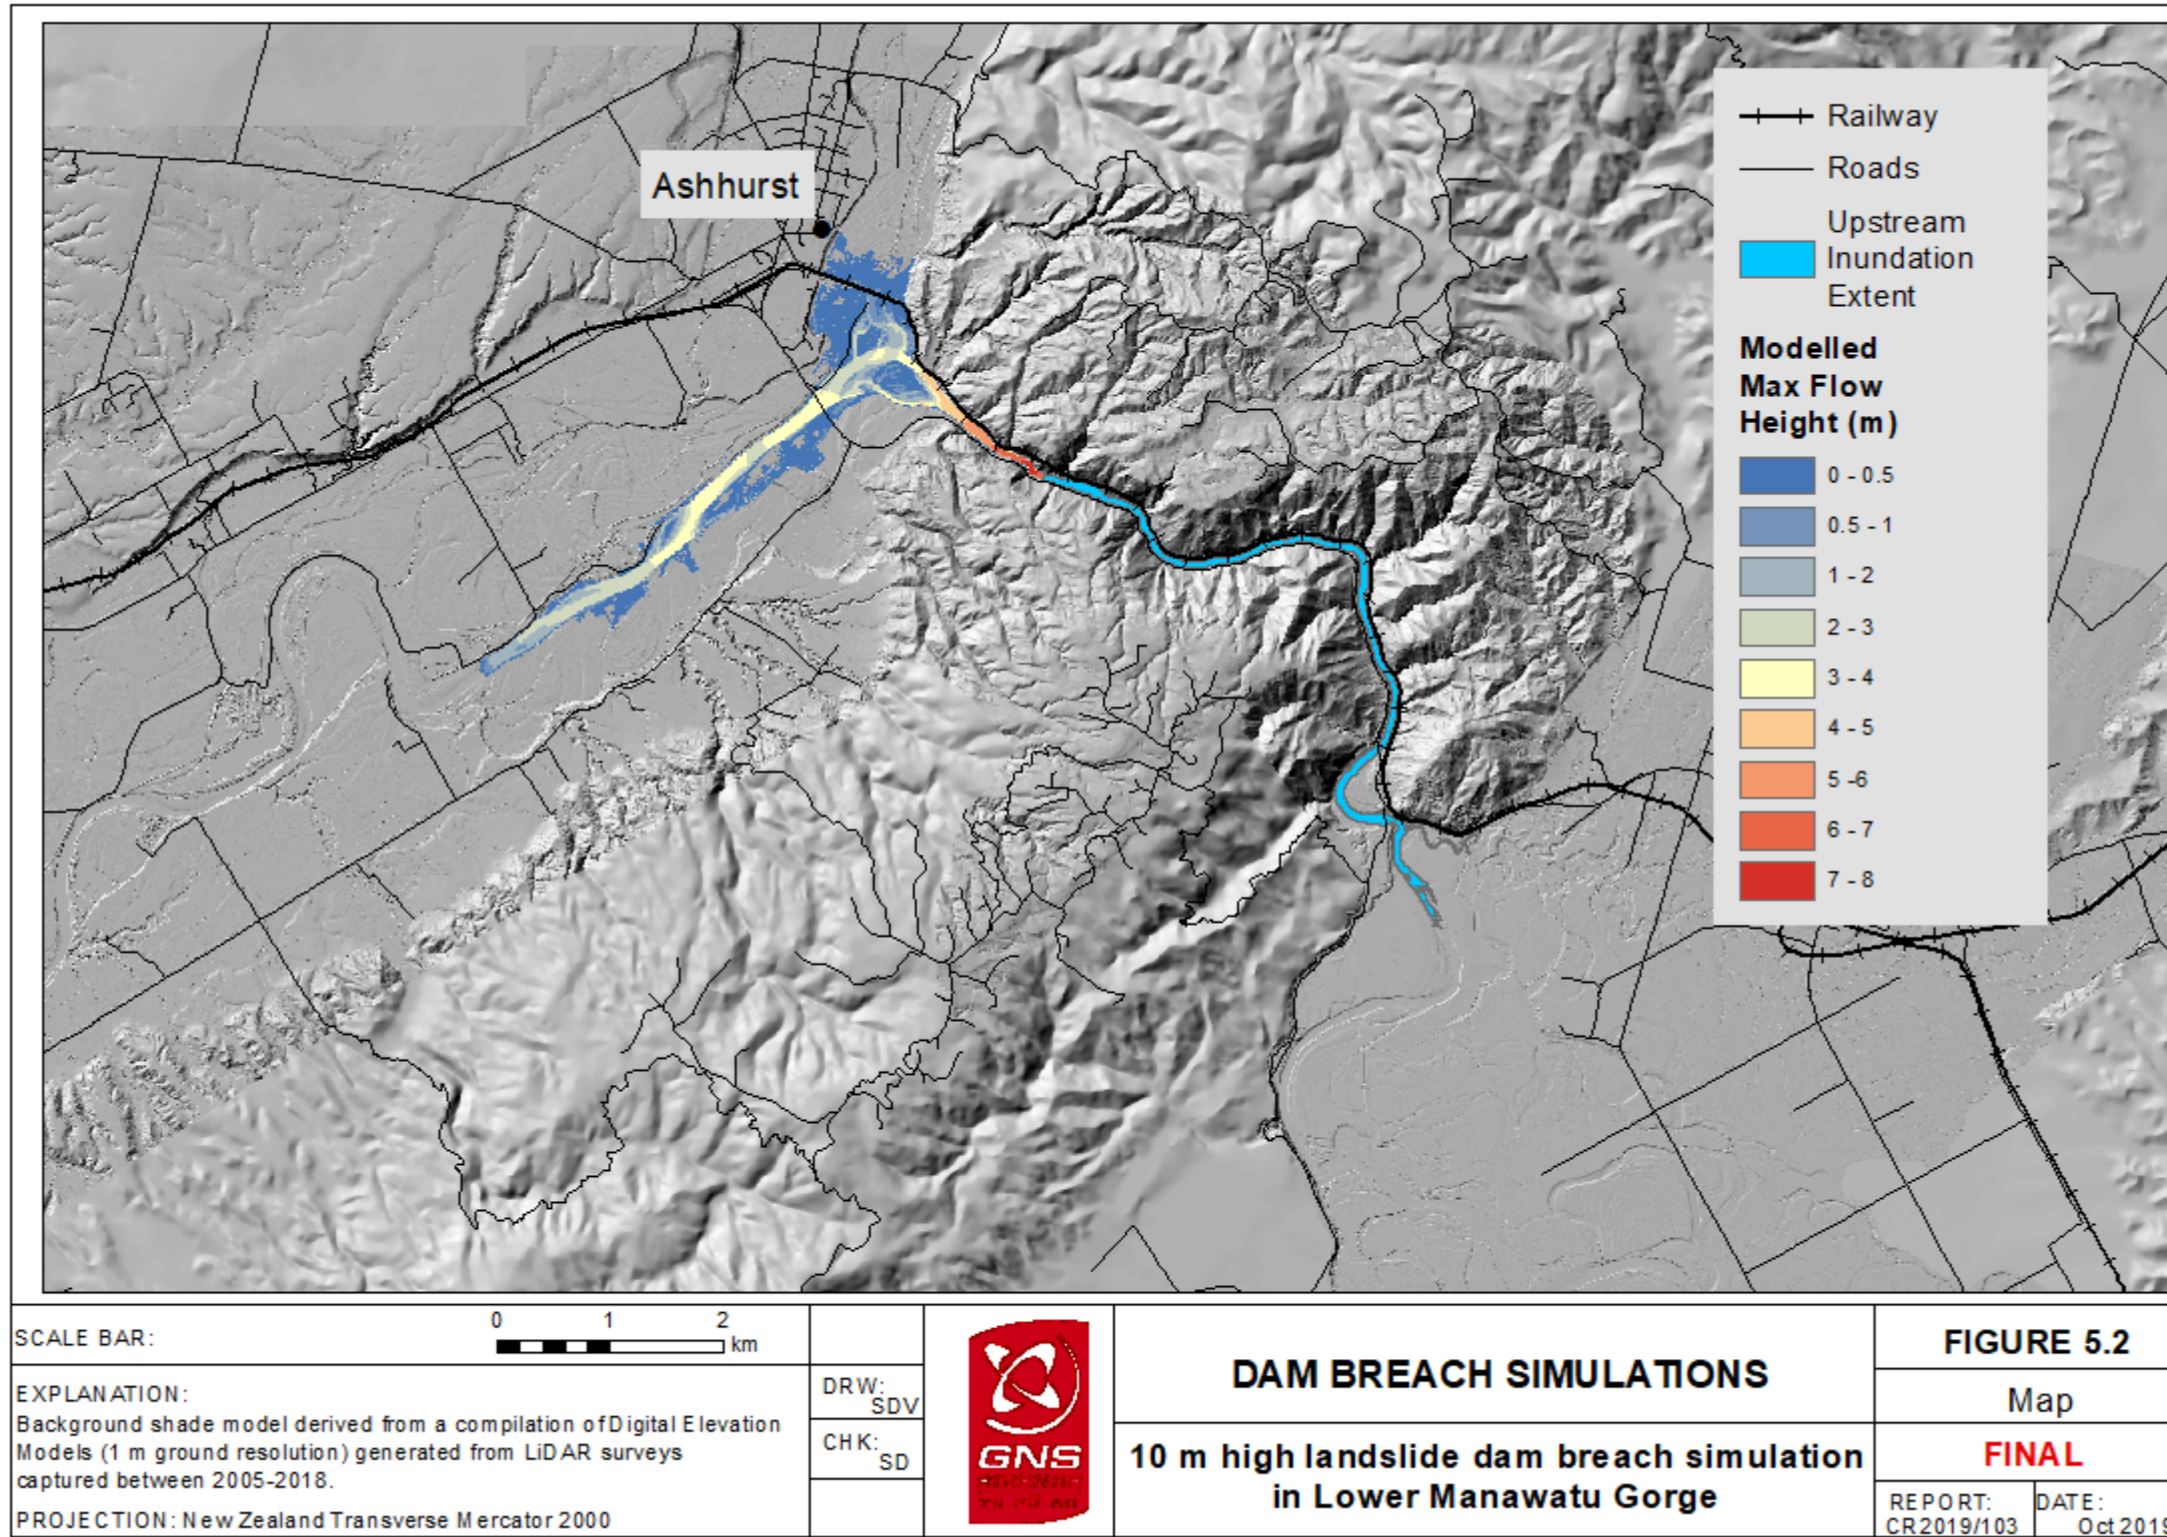 Ashhurst
Railway
Roads
Upstream
Inundation
Extent
Modelled
Max Flow
Height (m)
0 - 0.5
0.5 - 1
1 - 2
2 - 3
3 - 4
4 - 5
5 -6
6 - 7
7 - 8
SCALE BAR:
0 1 2
km
EXPLANATION:
Background shade model derived from a compilation of Digital Elevation
Models (1 m ground resolution) generated from LiDAR surveys
captured between 2005-2018.
PROJECTION: New Zealand Transverse Mercator 2000
DRW:
SDV
CHK:
SD
GNS
DAM BREACH SIMULATIONS
10 m high landslide dam breach simulation
in Lower Manawatu Gorge
FIGURE 5.2
Map
FINAL
REPORT:
CR2019/103
DATE:
Oct 2019